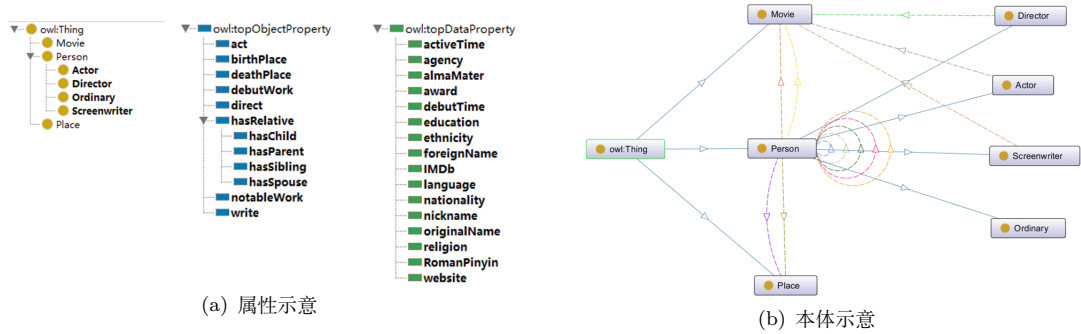 owl:Thing
Movie
Person
Actor
Director
Ordinary
Screenwriter
Place
owl:topObjectProperty
act
birthPlace
deathPlace
debutWork
direct
hasRelative
hasChild
hasParent
hasSibling
hasSpouse
notableWork
write
owl:topDataProperty
activeTime
agency
almaMater
award
debutTime
education
ethnicity
foreignName
IMDb
language
nationality
nickname
originalName
religion
RomanPinyin
website
(a) 属性示意
Movie
Director
Actor
owl:Thing
Person
Screenwriter
Ordinary
Place
(b) 本体示意